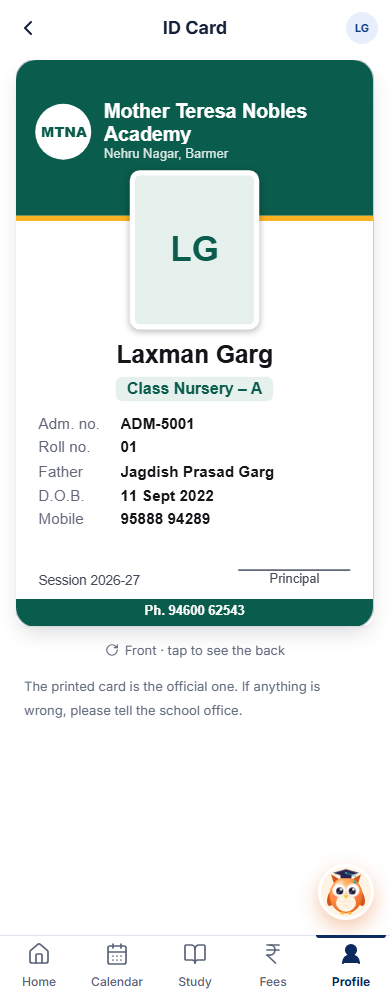 ID Card
LG
MTNA
Mother Teresa Nobles
Academy
Nehru Nagar, Barmer
LG
Laxman Garg
Class Nursery – A
Adm. no. ADM-5001
Roll no. 01
Father Jagdish Prasad Garg
D.O.B. 11 Sept 2022
Mobile 95888 94289
Session 2026-27
Principal
Ph. 94600 62543
Front · tap to see the back
The printed card is the official one. If anything is
wrong, please tell the school office.
Home Calendar Study Fees Profile